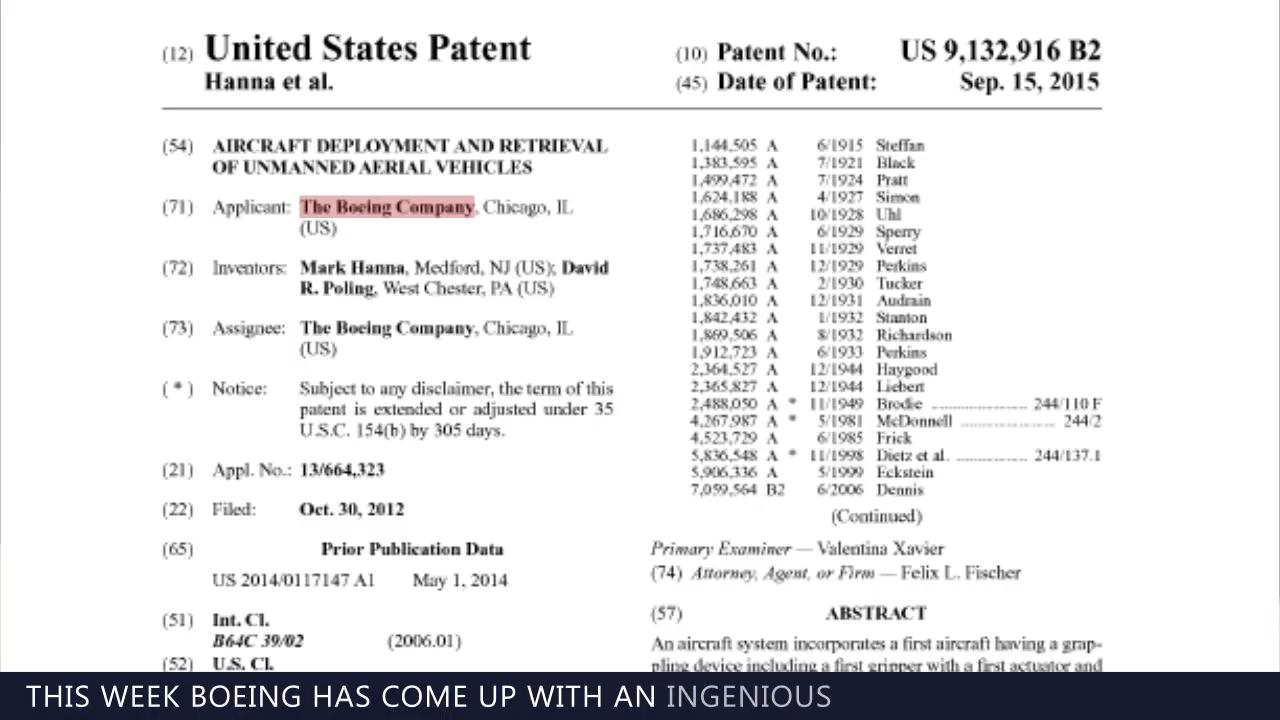 (12) United States Patent
Hanna et al.
(10) Patent No.: US 9,132,916 B2
(45) Date of Patent: Sep. 15, 2015
(54) AIRCRAFT DEPLOYMENT AND RETRIEVAL
OF UNMANNED AERIAL VEHICLES
(71) Applicant: The Boeing Company, Chicago, IL
(US)
(72) Inventors: Mark Hanna, Medford, NJ (US); David
R. Poling, West Chester, PA (US)
(73) Assignee: The Boeing Company, Chicago, IL
(US)
( * ) Notice: Subject to any disclaimer, the term of this
patent is extended or adjusted under 35
U.S.C. 154(b) by 305 days.
(21) Appl. No.: 13/664,323
(22) Filed: Oct. 30, 2012
(65) Prior Publication Data
US 2014/0117147 A1 May 1, 2014
(51) Int. Cl.
B64C 39/02 (2006.01)
(52) U.S. Cl.
1,144,505 A 6/1915 Steffan
1,383,595 A 7/1921 Black
1,499,472 A 7/1924 Pratt
1,624,188 A 4/1927 Simon
1,686,298 A 10/1928 Uhl
1,716,670 A 6/1929 Sperry
1,737,483 A 11/1929 Verret
1,738,261 A 12/1929 Perkins
1,748,663 A 2/1930 Tucker
1,836,010 A 12/1931 Audrain
1,842,432 A 1/1932 Stanton
1,869,506 A 8/1932 Richardson
1,912,723 A 6/1933 Perkins
2,364,527 A 12/1944 Haygood
2,365,827 A 12/1944 Liebert
2,488,050 A * 11/1949 Brodie .................... 244/110 F
4,267,987 A * 5/1981 McDonnell .................... 244/2
4,523,729 A 6/1985 Frick
5,836,548 A * 11/1998 Dietz et al. ............... 244/137.1
5,906,336 A 5/1999 Eckstein
7,059,564 B2 6/2006 Dennis
(Continued)
Primary Examiner — Valentina Xavier
(74) Attorney, Agent, or Firm — Felix L. Fischer
(57) ABSTRACT
An aircraft system incorporates a first aircraft having a grap-
pling device including a first gripper with a first actuator and
THIS WEEK BOEING HAS COME UP WITH AN INGENIOUS